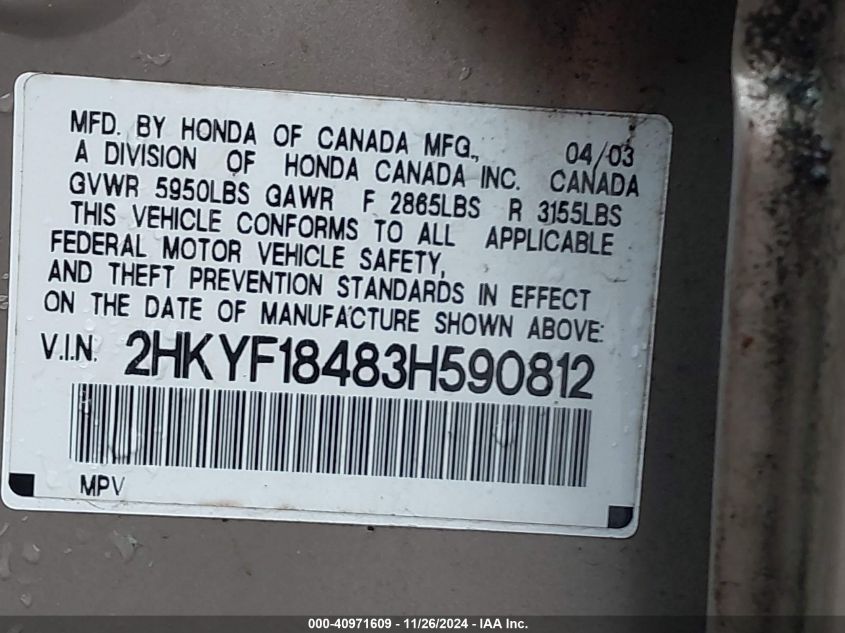 MFD. BY HONDA OF CANADA MFG., 04/03
A DIVISION OF HONDA CANADA INC. CANADA
GVWR 5950LBS GAWR F 2865LBS R 3155LBS
THIS VEHICLE CONFORMS TO ALL APPLICABLE
FEDERAL MOTOR VEHICLE SAFETY,
AND THEFT PREVENTION STANDARDS IN EFFECT
ON THE DATE OF MANUFACTURE SHOWN ABOVE:
V.I.N. 2HKYF18483H590812
MPV
000-40971609 - 11/26/2024 - IAA Inc.